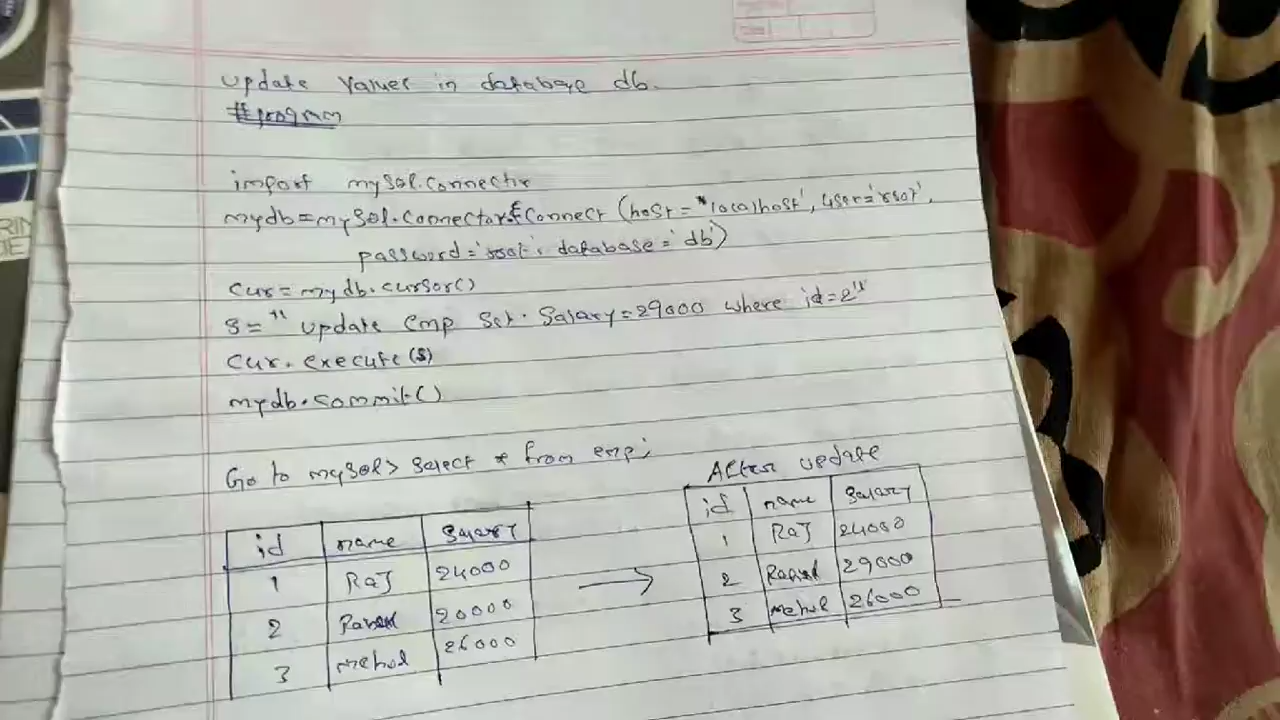 update values in database db.
#program
import mysql.connector
mydb=mysql.connector.connect (host='localhost', user='root',
password='root', database='db')
cur=mydb.cursor()
s=" update emp set salary=29000 where id=2"
cur.execute(s)
mydb.commit()
Go to mysql> select * from emp;
id name salary
1 Raj 24000
2 20000
3 mehul 26000
After update
id name salary
1 Raj 24000
2 29000
3 mehul 26000